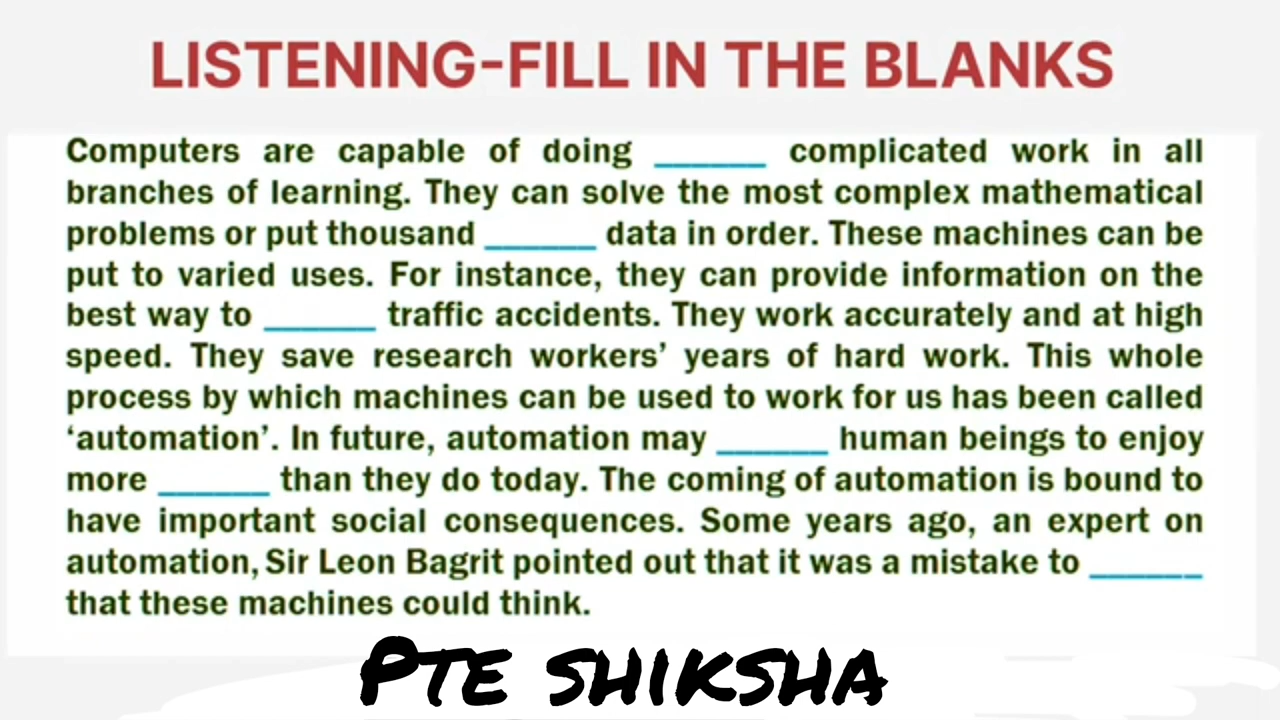 LISTENING-FILL IN THE BLANKS
Computers are capable of doing ______ complicated work in all
branches of learning. They can solve the most complex mathematical
problems or put thousand ______ data in order. These machines can be
put to varied uses. For instance, they can provide information on the
best way to ______ traffic accidents. They work accurately and at high
speed. They save research workers’ years of hard work. This whole
process by which machines can be used to work for us has been called
‘automation’. In future, automation may ______ human beings to enjoy
more ______ than they do today. The coming of automation is bound to
have important social consequences. Some years ago, an expert on
automation, Sir Leon Bagrit pointed out that it was a mistake to ______
that these machines could think.
PTE SHIKSHA